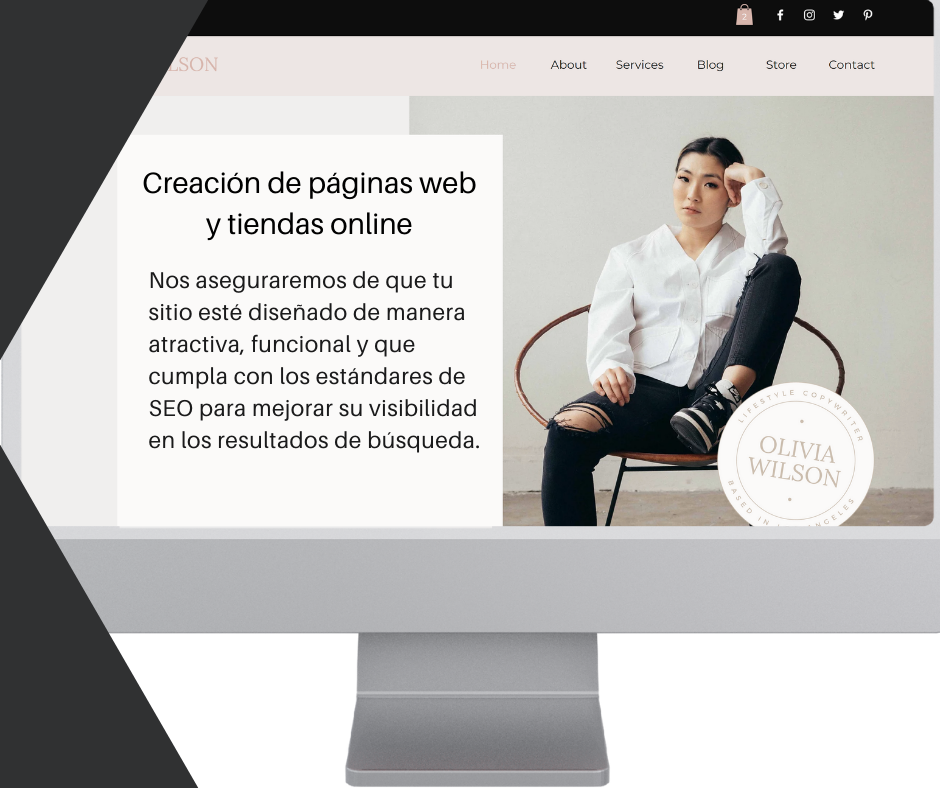 LSON
Home About Services Blog Store Contact
Creación de páginas web
y tiendas online
Nos aseguraremos de que tu
sitio esté diseñado de manera
atractiva, funcional y que
cumpla con los estándares de
SEO para mejorar su visibilidad
en los resultados de búsqueda.
LIFESTYLE COPYWRITER
OLIVIA
WILSON
BASED IN